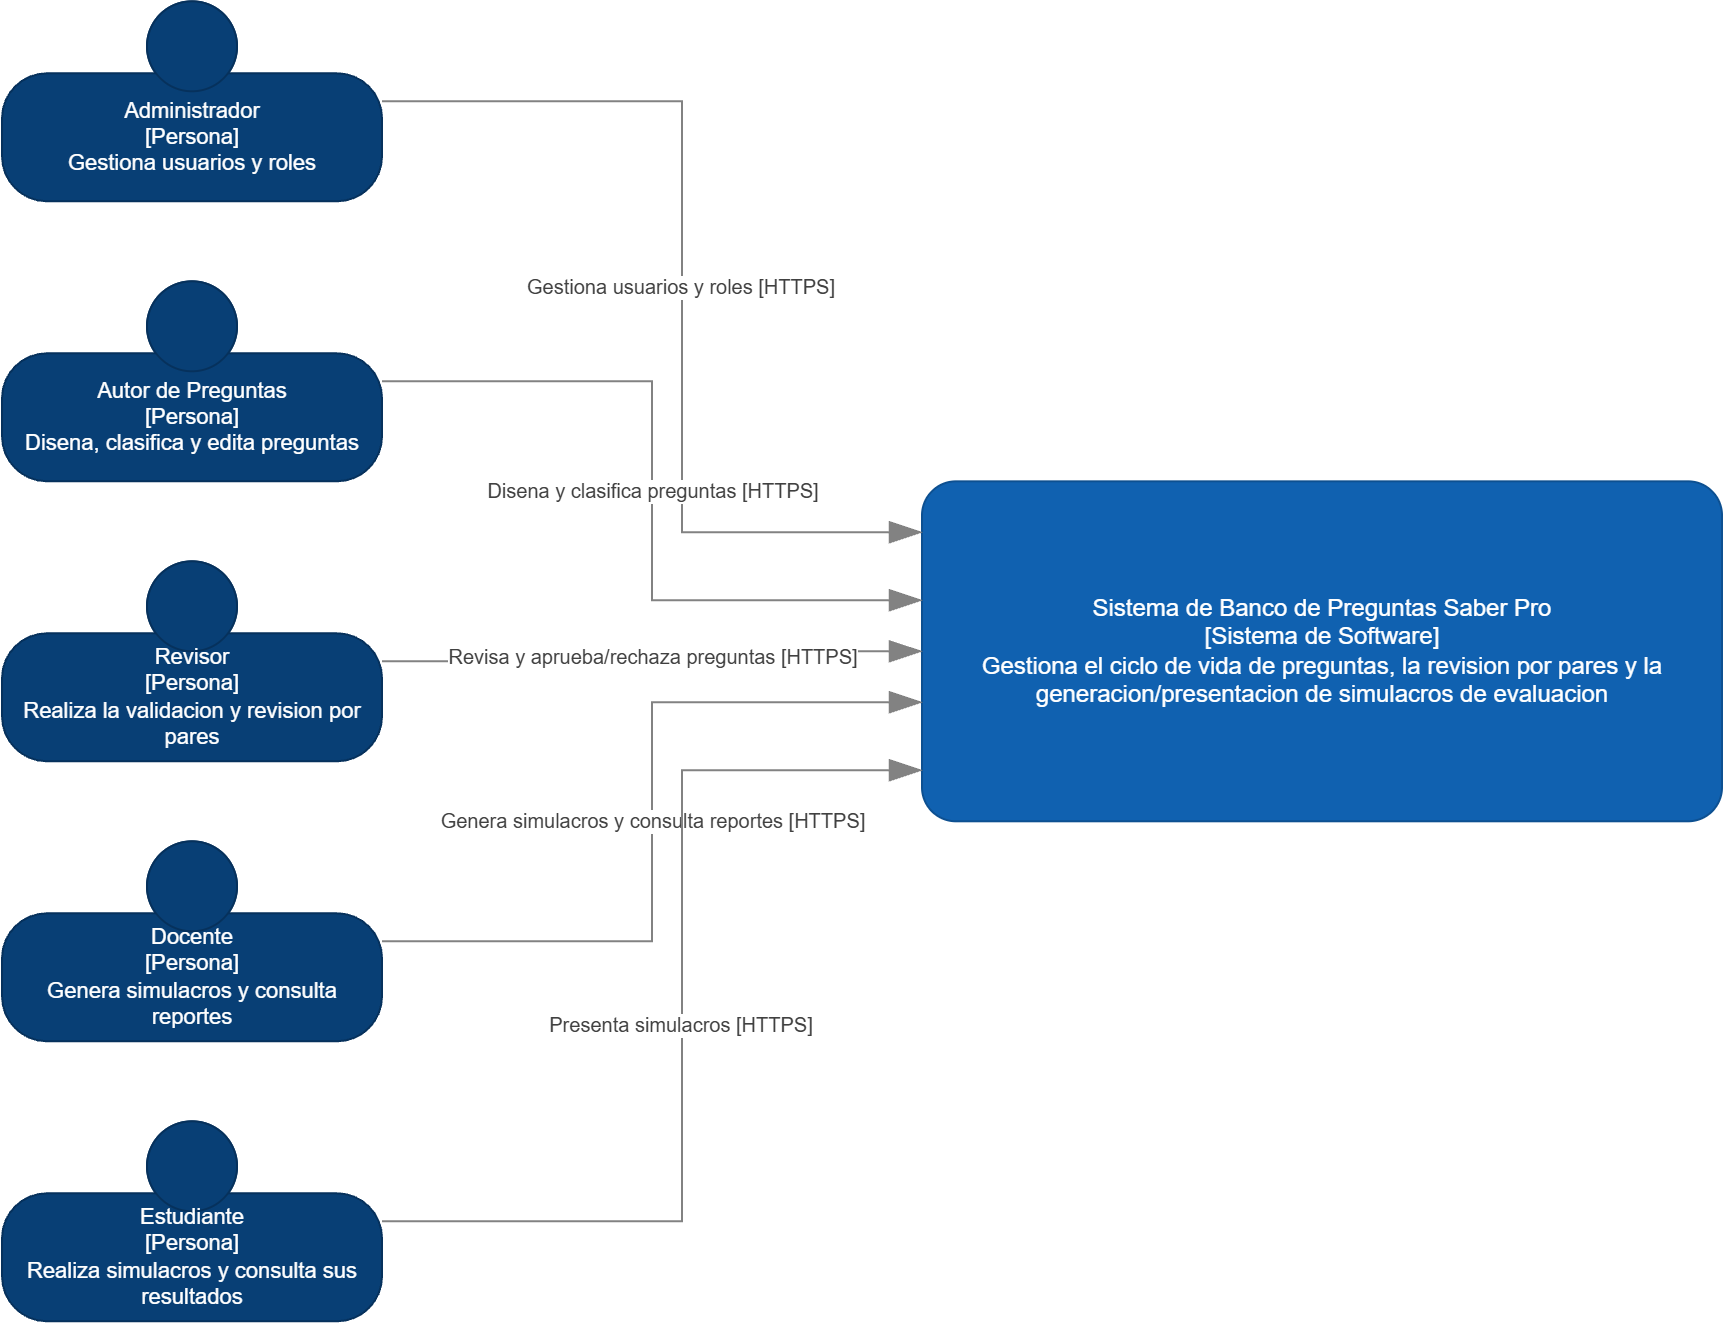 Administrador
[Persona]
Gestiona usuarios y roles
Gestiona usuarios y roles [HTTPS]
Autor de Preguntas
[Persona]
Disena, clasifica y edita preguntas
Disena y clasifica preguntas [HTTPS]
Revisor
[Persona]
Realiza la validacion y revision por
pares
Revisa y aprueba/rechaza preguntas [HTTPS]
Sistema de Banco de Preguntas Saber Pro
[Sistema de Software]
Gestiona el ciclo de vida de preguntas, la revision por pares y la
generacion/presentacion de simulacros de evaluacion
Genera simulacros y consulta reportes [HTTPS]
Docente
[Persona]
Genera simulacros y consulta
reportes
Presenta simulacros [HTTPS]
Estudiante
[Persona]
Realiza simulacros y consulta sus
resultados